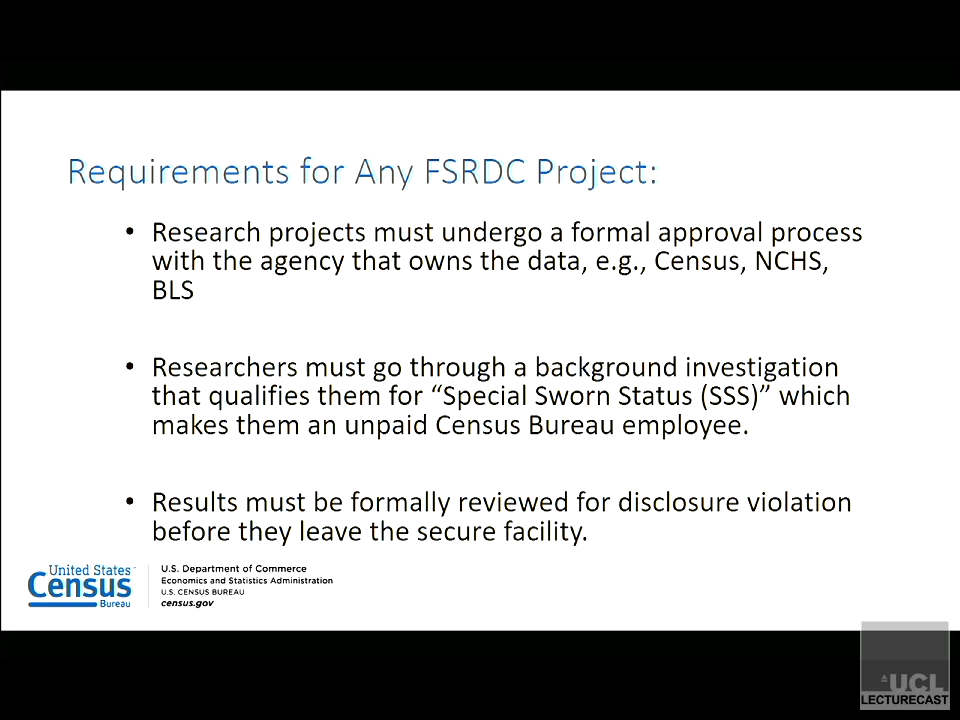 Requirements for Any FSRDC Project:
• Research projects must undergo a formal approval process
with the agency that owns the data, e.g., Census, NCHS,
BLS
• Researchers must go through a background investigation
that qualifies them for “Special Sworn Status (SSS)” which
makes them an unpaid Census Bureau employee.
• Results must be formally reviewed for disclosure violation
before they leave the secure facility.
United States
Census
Bureau
U.S. Department of Commerce
Economics and Statistics Administration
U.S. CENSUS BUREAU
census.gov
UCL
LECTURECAST